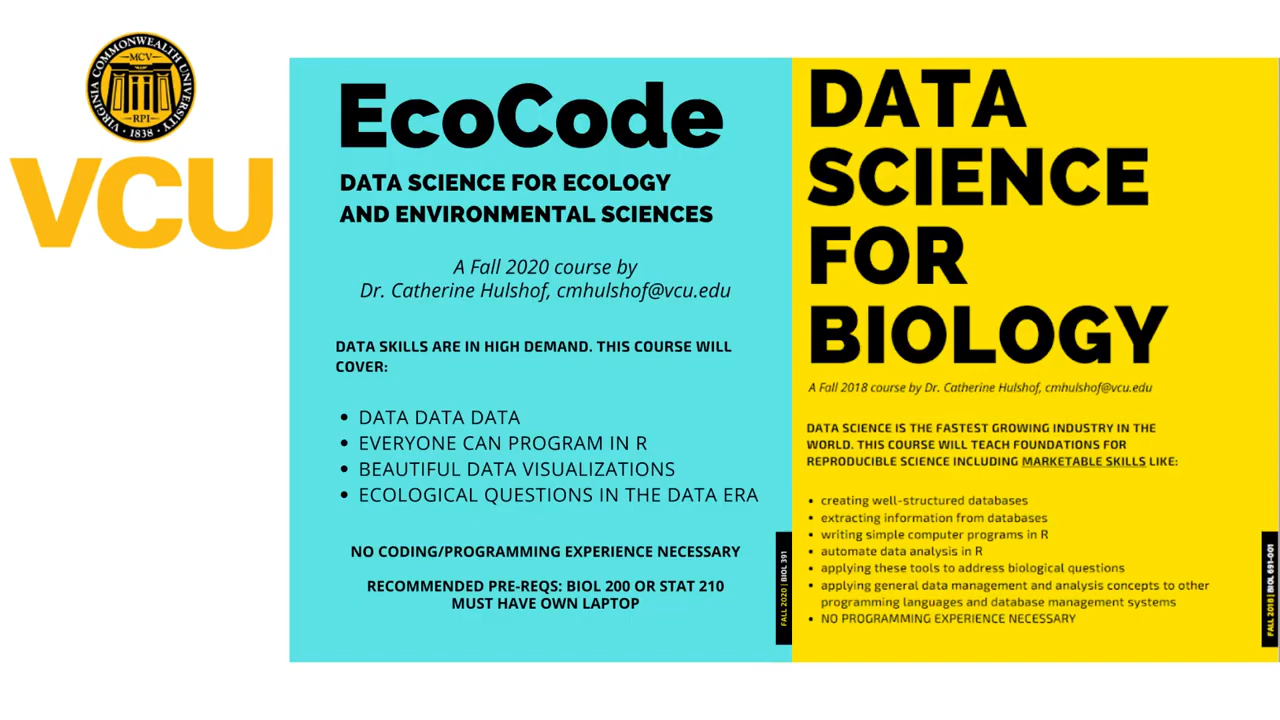 VIRGINIA COMMONWEALTH UNIVERSITY
MCV
RPI
1838
VCU
EcoCode
DATA SCIENCE FOR ECOLOGY
AND ENVIRONMENTAL SCIENCES
A Fall 2020 course by
Dr. Catherine Hulshof, cmhulshof@vcu.edu
DATA SKILLS ARE IN HIGH DEMAND. THIS COURSE WILL
COVER:
• DATA DATA DATA
• EVERYONE CAN PROGRAM IN R
• BEAUTIFUL DATA VISUALIZATIONS
• ECOLOGICAL QUESTIONS IN THE DATA ERA
NO CODING/PROGRAMMING EXPERIENCE NECESSARY
RECOMMENDED PRE-REQS: BIOL 200 OR STAT 210
MUST HAVE OWN LAPTOP
FALL 2020 | BIOL 391
DATA
SCIENCE
FOR
BIOLOGY
A Fall 2018 course by Dr. Catherine Hulshof, cmhulshof@vcu.edu
DATA SCIENCE IS THE FASTEST GROWING INDUSTRY IN THE
WORLD. THIS COURSE WILL TEACH FOUNDATIONS FOR
REPRODUCIBLE SCIENCE INCLUDING MARKETABLE SKILLS LIKE:
• creating well-structured databases
• extracting information from databases
• writing simple computer programs in R
• automate data analysis in R
• applying these tools to address biological questions
• applying general data management and analysis concepts to other
programming languages and database management systems
• NO PROGRAMMING EXPERIENCE NECESSARY
FALL 2018 | BIOL 691-001